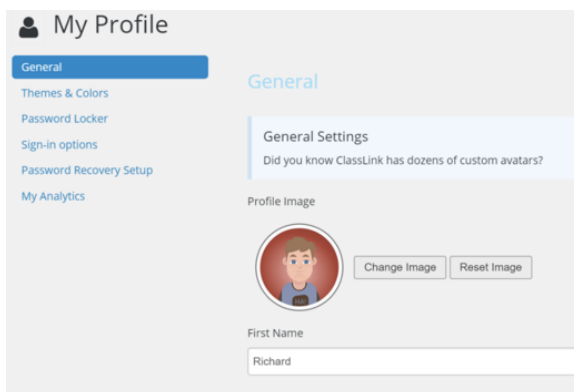 My Profile
General
Themes & Colors
Password Locker
Sign-in options
Password Recovery Setup
My Analytics
General
General Settings
Did you know ClassLink has dozens of custom avatars?
Profile Image
Change Image
Reset Image
First Name
Richard